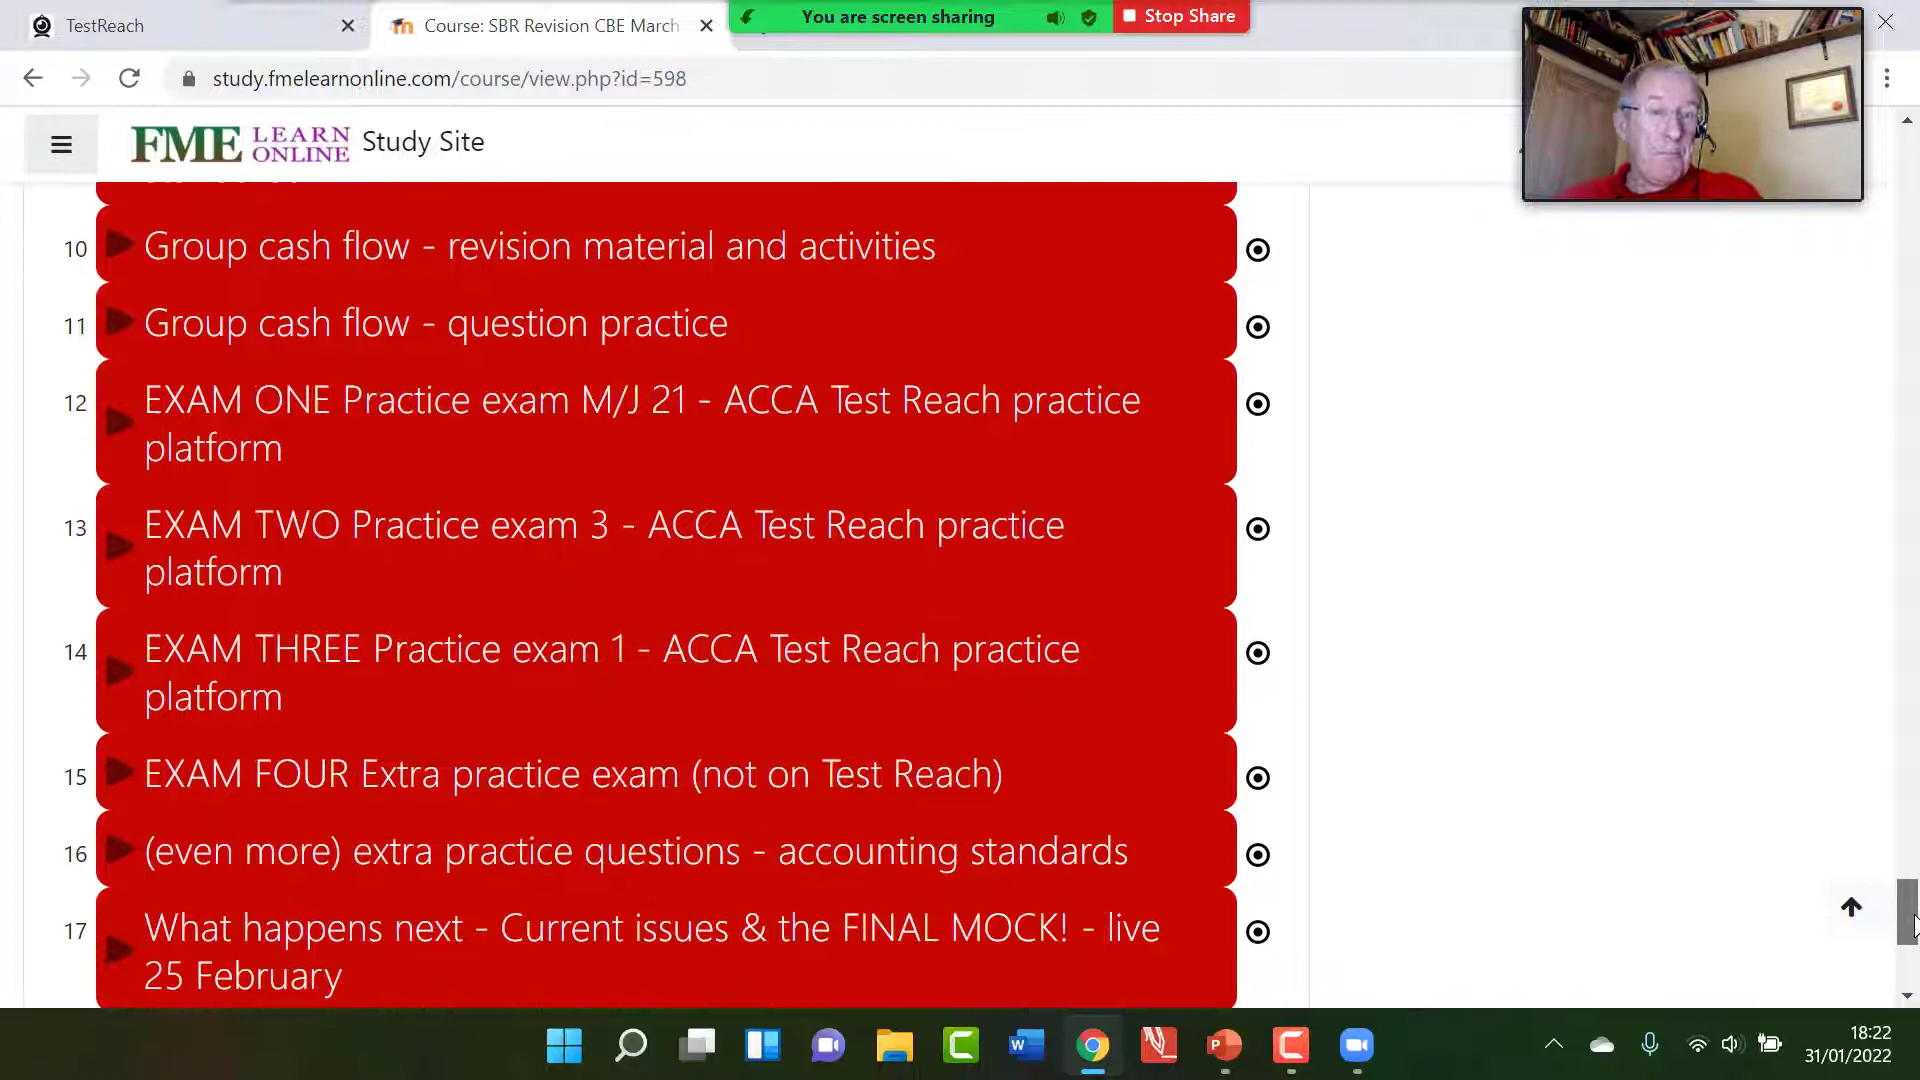 TestReach
Course: SBR Revision CBE March
You are screen sharing
Stop Share
study.fmelearnonline.com/course/view.php?id=598
FME LEARN ONLINE Study Site
10 Group cash flow - revision material and activities
11 Group cash flow - question practice
12 EXAM ONE Practice exam M/J 21 - ACCA Test Reach practice
platform
13 EXAM TWO Practice exam 3 - ACCA Test Reach practice
platform
14 EXAM THREE Practice exam 1 - ACCA Test Reach practice
platform
15 EXAM FOUR Extra practice exam (not on Test Reach)
16 (even more) extra practice questions - accounting standards
17 What happens next - Current issues & the FINAL MOCK! - live
25 February
18:22
31/01/2022